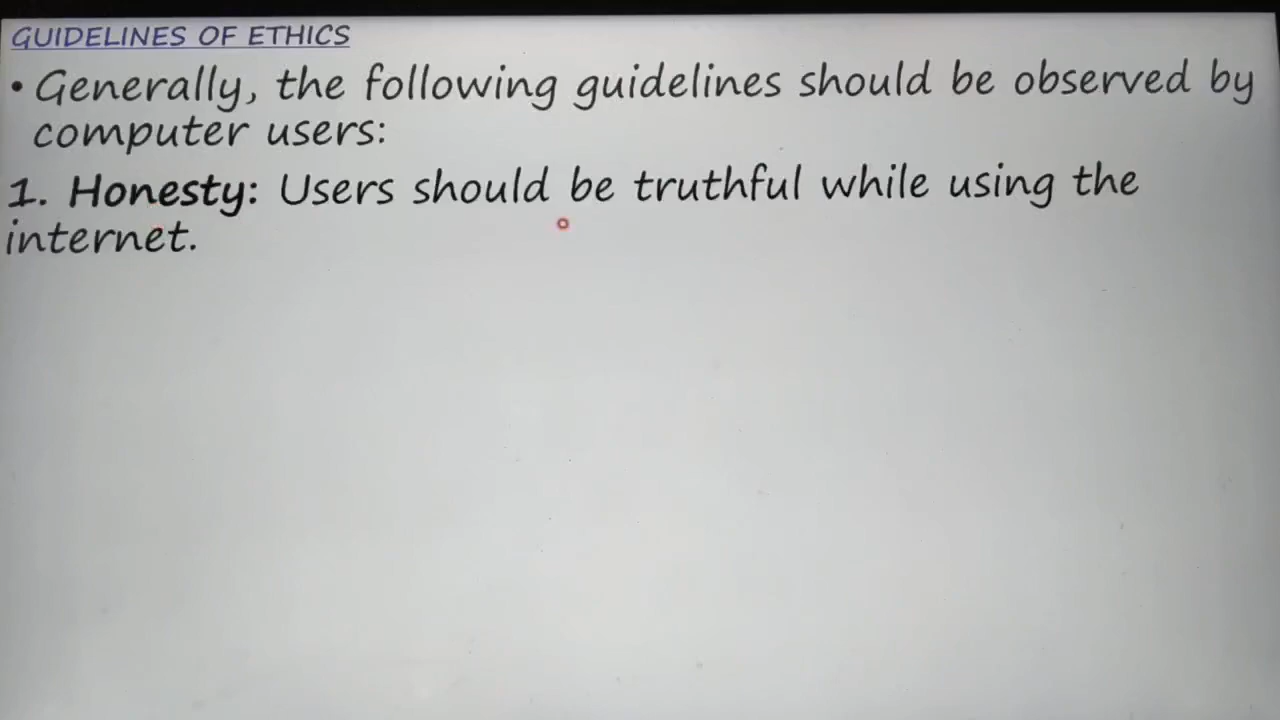 GUIDELINES OF ETHICS
• Generally, the following guidelines should be observed by
computer users:
1. Honesty: Users should be truthful while using the
internet.